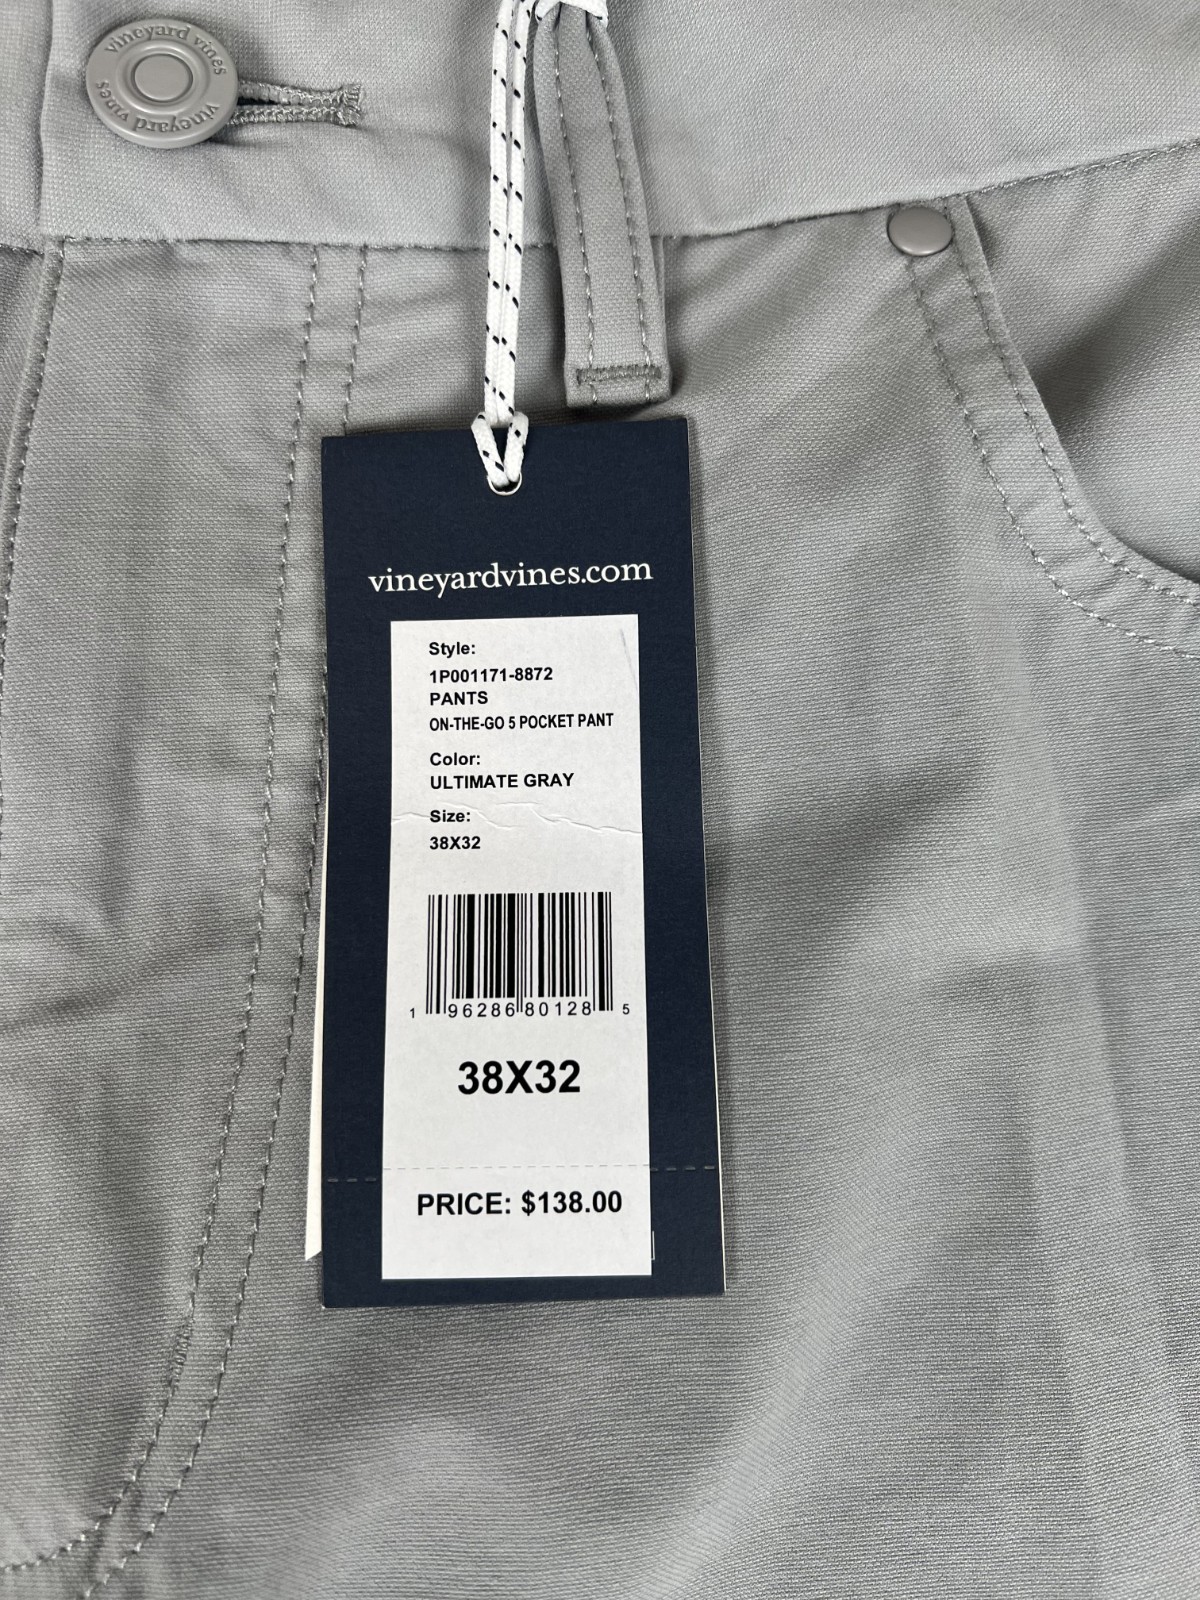 vineyard vines
vineyard vines
vineyardvines.com
Style:
1P001171-8872
PANTS
ON-THE-GO 5 POCKET PANT
Color:
ULTIMATE GRAY
Size:
38X32
1 96286 80128 5
38X32
PRICE: $138.00